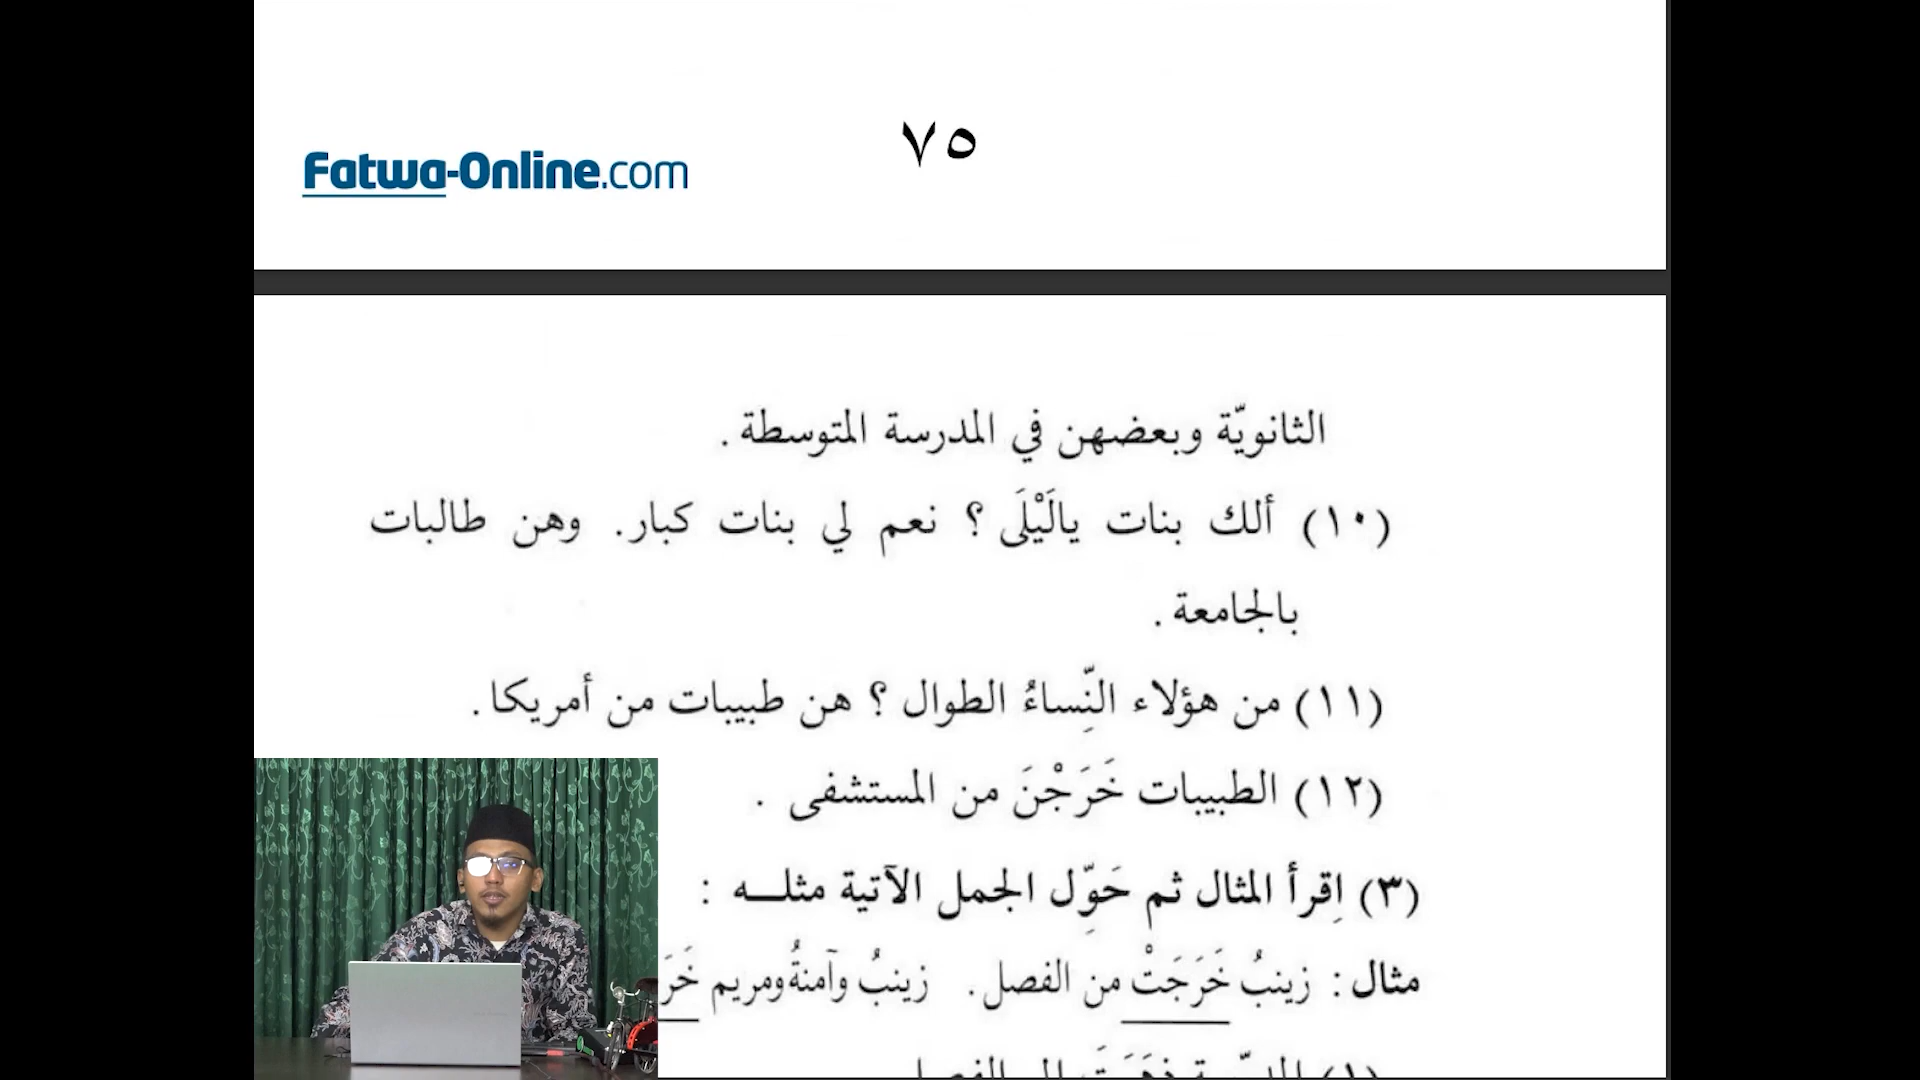 ٧٥
Fatwa-Online.com
الثانويّة وبعضهن في المدرسة المتوسطة .
(١٠) ألك بنات يالَيْلَى ؟ نعم لي بنات كبار. وهن طالبات
بالجامعة .
(١١) من هؤلاء النِّساءُ الطوال ؟ هن طبيبات من أمريكا .
(١٢) الطبيبات خَرَجْنَ من المستشفى .
(٣) اِقرأ المثال ثم حَوِّل الجمل الآتية مثلـــه :
مثال : زينبُ خَرَجَتْ من الفصل . زينبُ وآمنةُ ومريم خَرَ